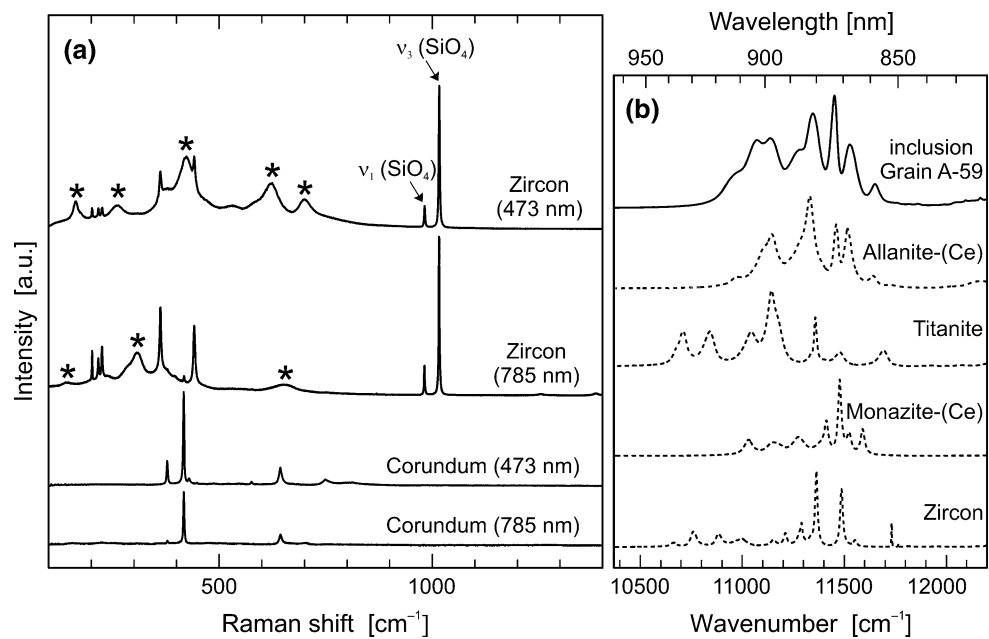 (a)
ν₃ (SiO₄)
ν₁ (SiO₄)
*
*
*
*
*
Zircon
(473 nm)
*
*
*
Zircon
(785 nm)
Corundum (473 nm)
Corundum (785 nm)
Intensity [a.u.]
500
1000
Raman shift [cm⁻¹]
Wavelength [nm]
950
900
850
(b)
inclusion
Grain A-59
Allanite-(Ce)
Titanite
Monazite-(Ce)
Zircon
10500
11000
11500
12000
Wavenumber [cm⁻¹]